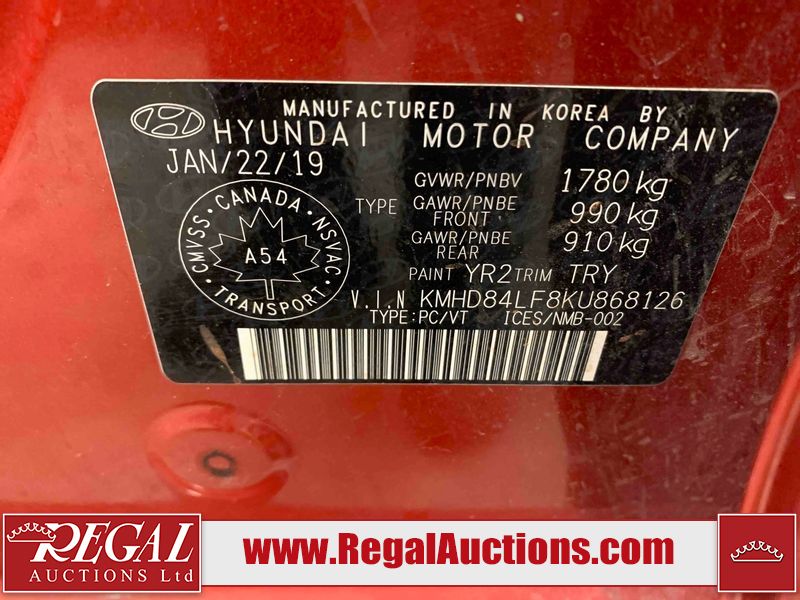 MANUFACTURED IN KOREA BY
HYUNDAI MOTOR COMPANY
JAN/22/19
GVWR/PNBV 1780 kg
TYPE
GAWR/PNBE FRONT 990 kg
GAWR/PNBE REAR 910 kg
CMVSS · CANADA · NSVAC
A54
TRANSPORT
PAINT YR2 TRIM TRY
V.I.N KMHD84LF8KU868126
TYPE:PC/VT ICES/NMB-002
REGAL
AUCTIONS Ltd
www.RegalAuctions.com